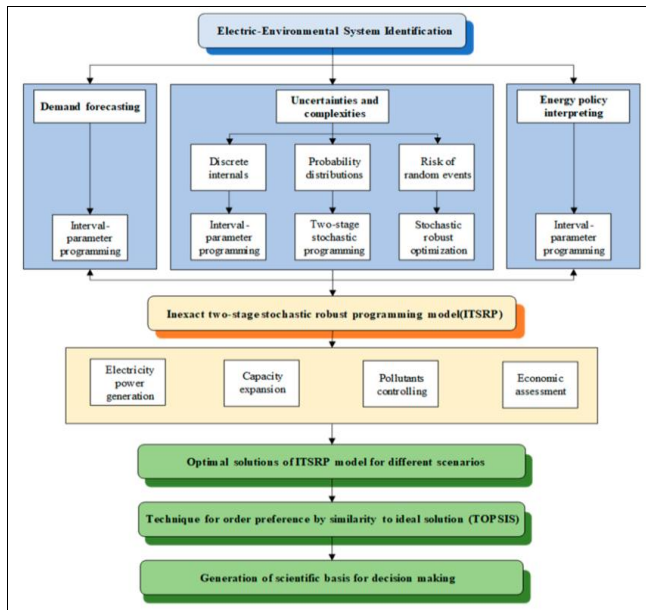 Electric-Environmental System Identification
Demand forecasting
Uncertainties and
complexities
Energy policy
interpreting
Discrete
internals
Probability
distributions
Risk of
random events
Interval-
parameter
programming
Interval-
parameter
programming
Two-stage
stochastic
programming
Stochastic
robust
optimization
Interval-
parameter
programming
Inexact two-stage stochastic robust programming model(ITSRP)
Electricity
power
generation
Capacity
expansion
Pollutants
controlling
Economic
assessment
Optimal solutions of ITSRP model for different scenarios
Technique for order preference by similarity to ideal solution (TOPSIS)
Generation of scientific basis for decision making